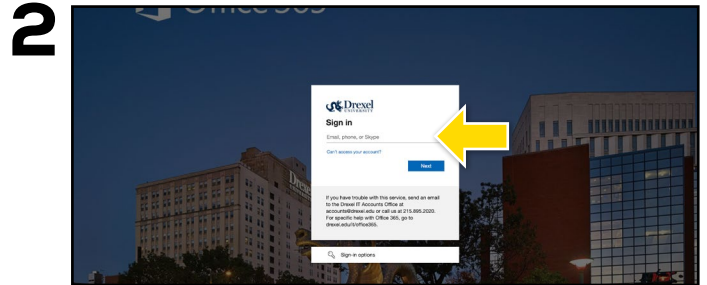 2
Office 365
Drexel
UNIVERSITY
Sign in
Email, phone, or Skype
Can't access your account?
Next
Drexel
If you have trouble with this service, send an email
to the Drexel IT Accounts Office at
accounts@drexel.edu or call us at 215.895.2020.
For specific help with Office 365, go to
drexel.edu/it/office365.
Sign-in options